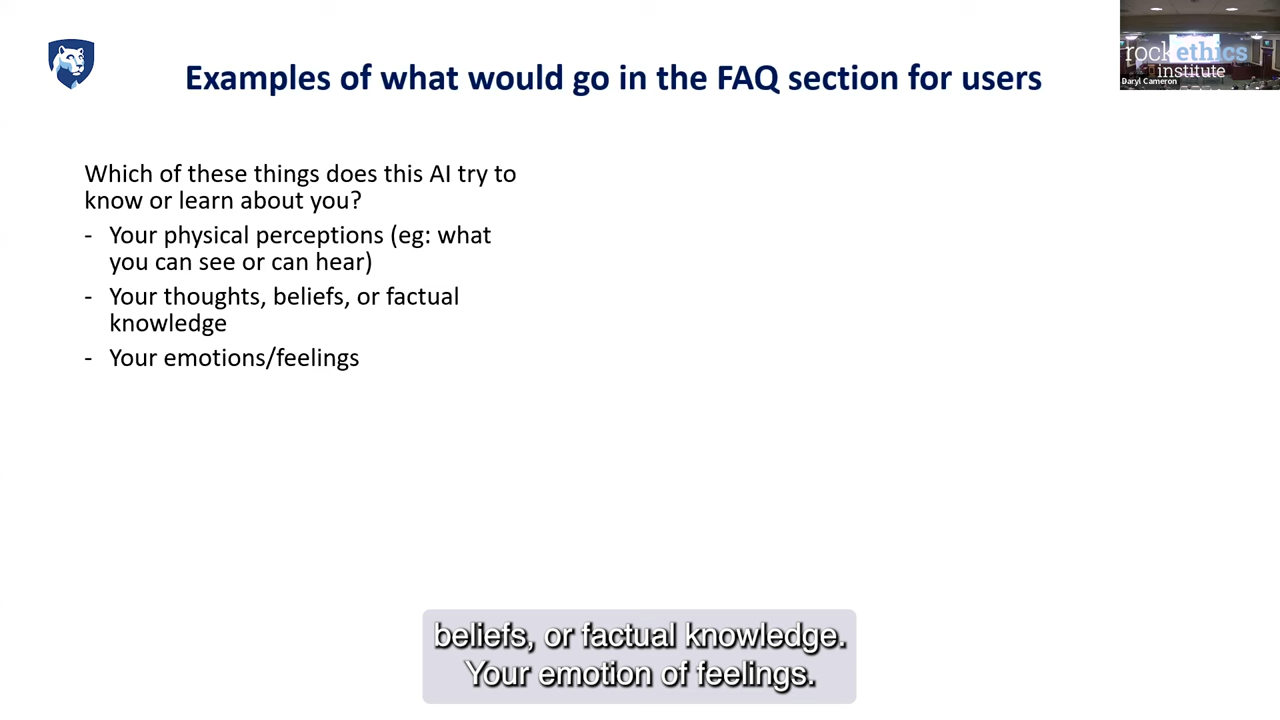 Examples of what would go in the FAQ section for users
rock ethics
institute
Daryl Cameron
Which of these things does this AI try to
know or learn about you?
- Your physical perceptions (eg: what
you can see or can hear)
- Your thoughts, beliefs, or factual
knowledge
- Your emotions/feelings
beliefs, or factual knowledge.
Your emotion of feelings.